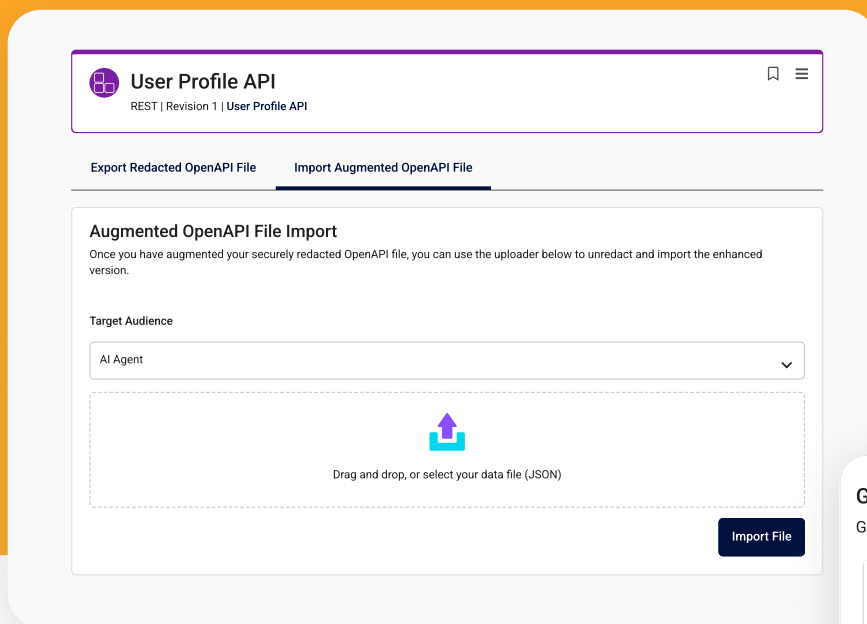 User Profile API
REST | Revision 1 | User Profile API
Export Redacted OpenAPI File
Import Augmented OpenAPI File
Augmented OpenAPI File Import
Once you have augmented your securely redacted OpenAPI file, you can use the uploader below to unredact and import the enhanced
version.
Target Audience
AI Agent
Drag and drop, or select your data file (JSON)
Import File